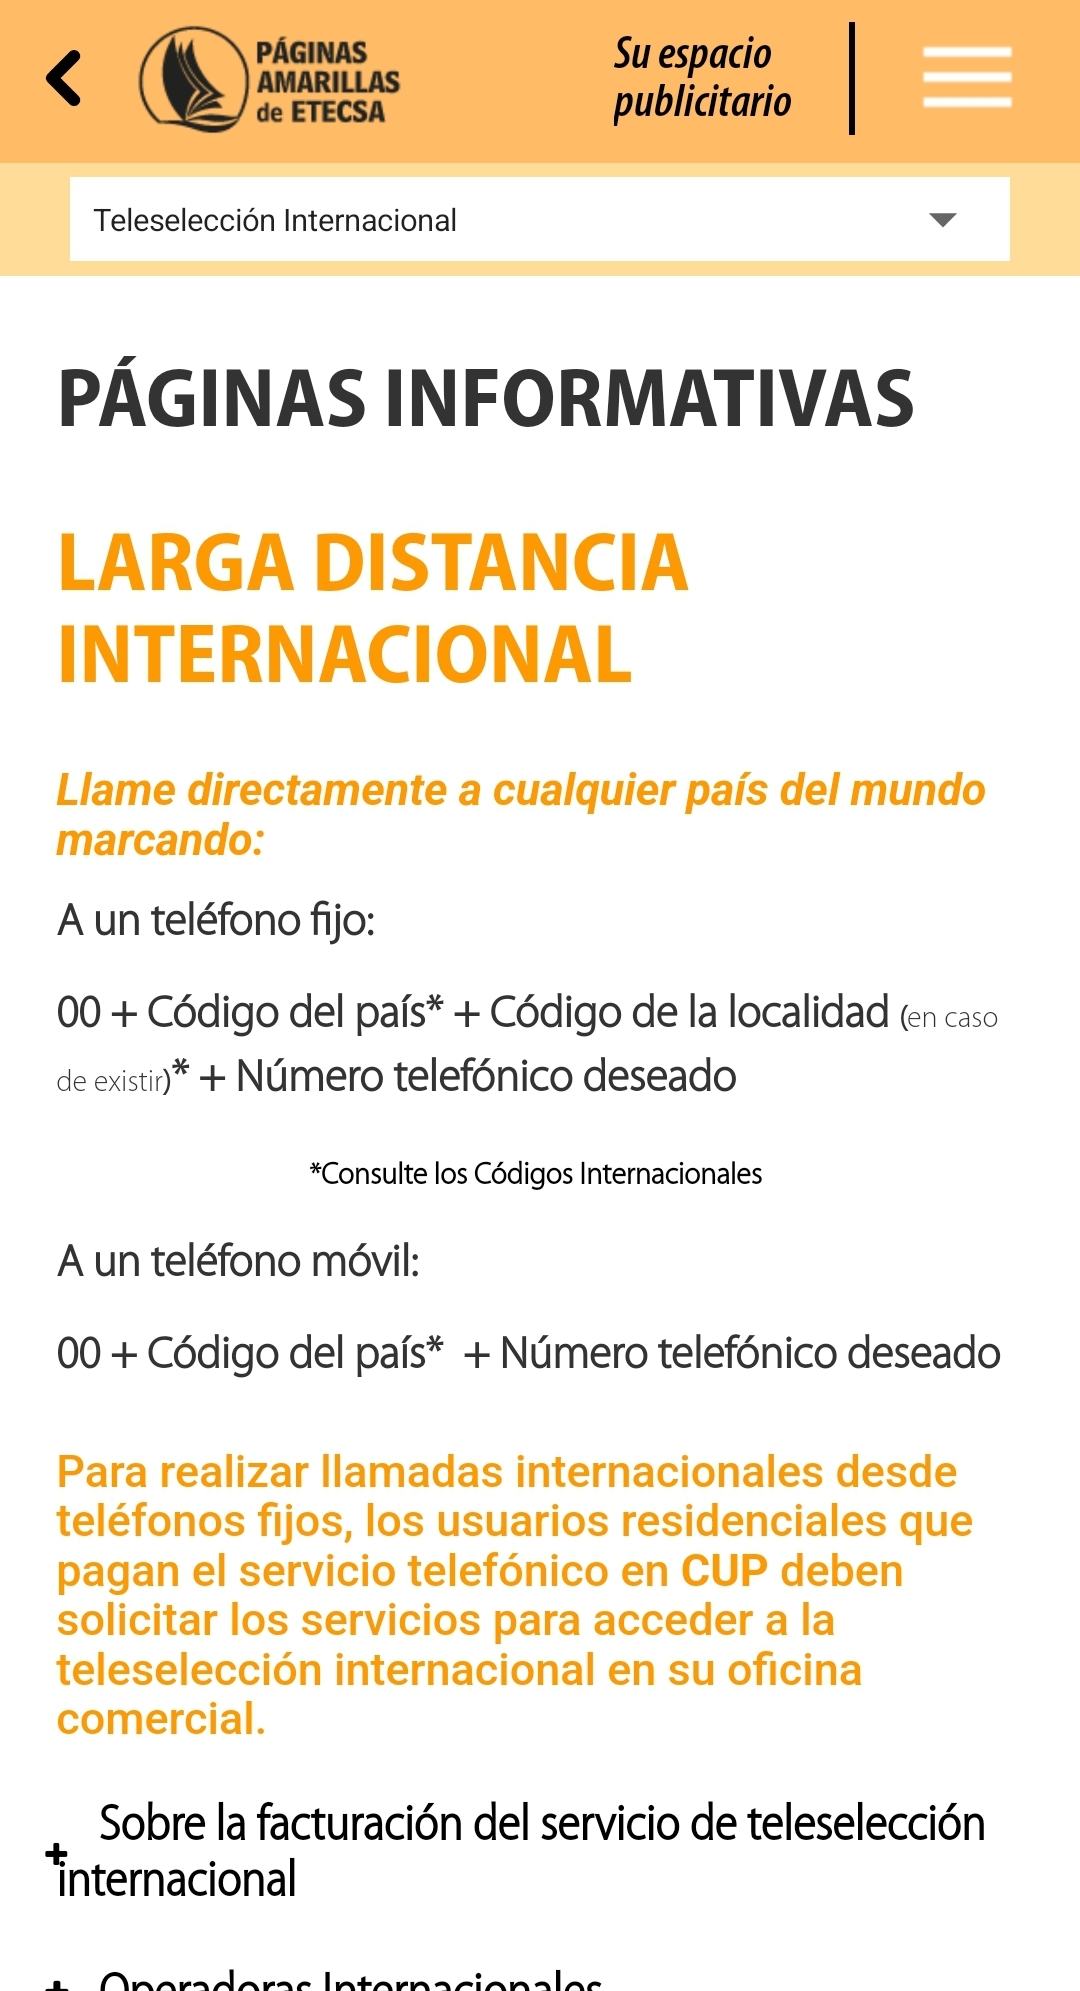 PÁGINAS
AMARILLAS
de ETECSA
Su espacio
publicitario
Teleselección Internacional
PÁGINAS INFORMATIVAS
LARGA DISTANCIA
INTERNACIONAL
Llame directamente a cualquier país del mundo
marcando:
A un teléfono fijo:
00 + Código del país* + Código de la localidad (en caso
de existir)* + Número telefónico deseado
*Consulte los Códigos Internacionales
A un teléfono móvil:
00 + Código del país* + Número telefónico deseado
Para realizar llamadas internacionales desde
teléfonos fijos, los usuarios residenciales que
pagan el servicio telefónico en CUP deben
solicitar los servicios para acceder a la
teleselección internacional en su oficina
comercial.
+ Sobre la facturación del servicio de teleselección
internacional
+ Operadoras Internacionales